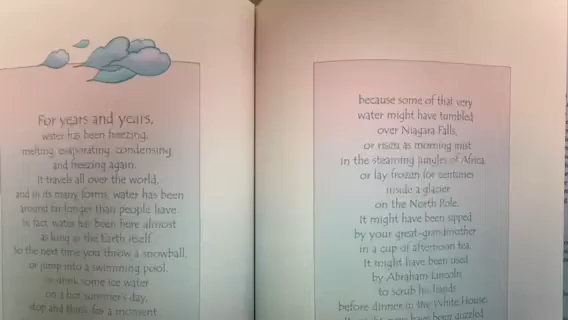 For years and years,
water has been freezing,
melting, evaporating, condensing
and freezing again.
It travels all over the world,
and in its many forms, water has been
around far longer than people have.
In fact, water has been here almost
as long as the Earth itself.
So the next time you throw a snowball,
or jump into a swimming pool,
or drink some ice water
on a hot summer's day,
stop and think for a moment
because some of that very
water might have tumbled
over Niagara Falls,
or risen as morning mist
in the steaming jungles of Africa,
or lay frozen for centuries
inside a glacier
on the North Pole.
It might have been sipped
by your great-grandmother
in a cup of afternoon tea.
It might have been used
by Abraham Lincoln
to scrub his hands
before dinner in the White House.
have been guzzled